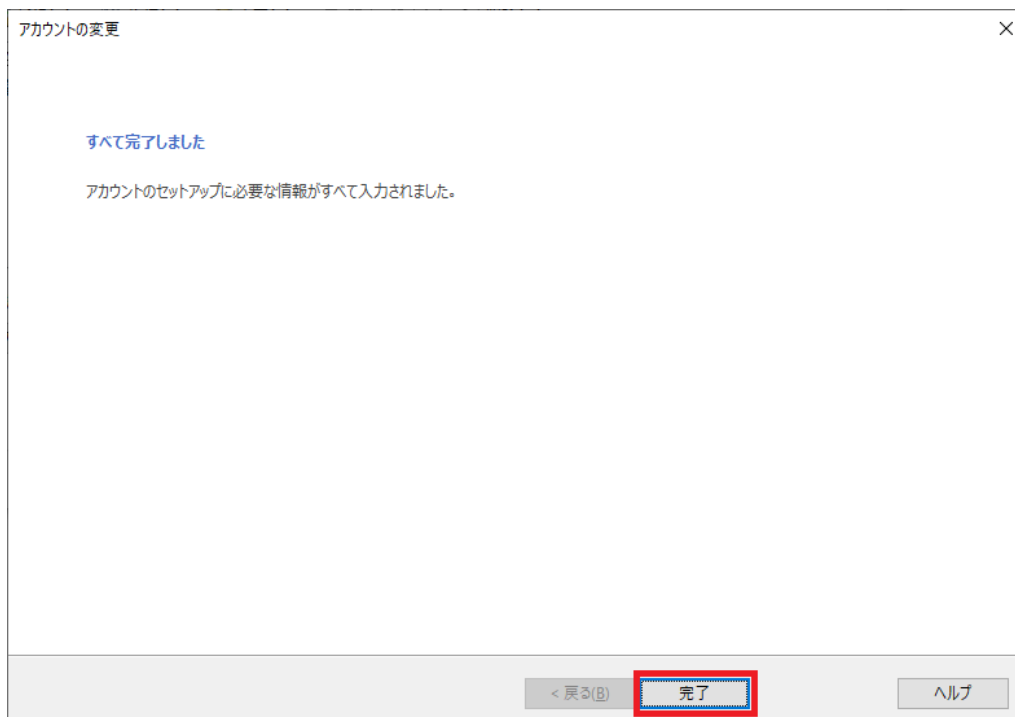 アカウントの変更
すべて完了しました
アカウントのセットアップに必要な情報がすべて入力されました。
< 戻る(B)
完了
ヘルプ